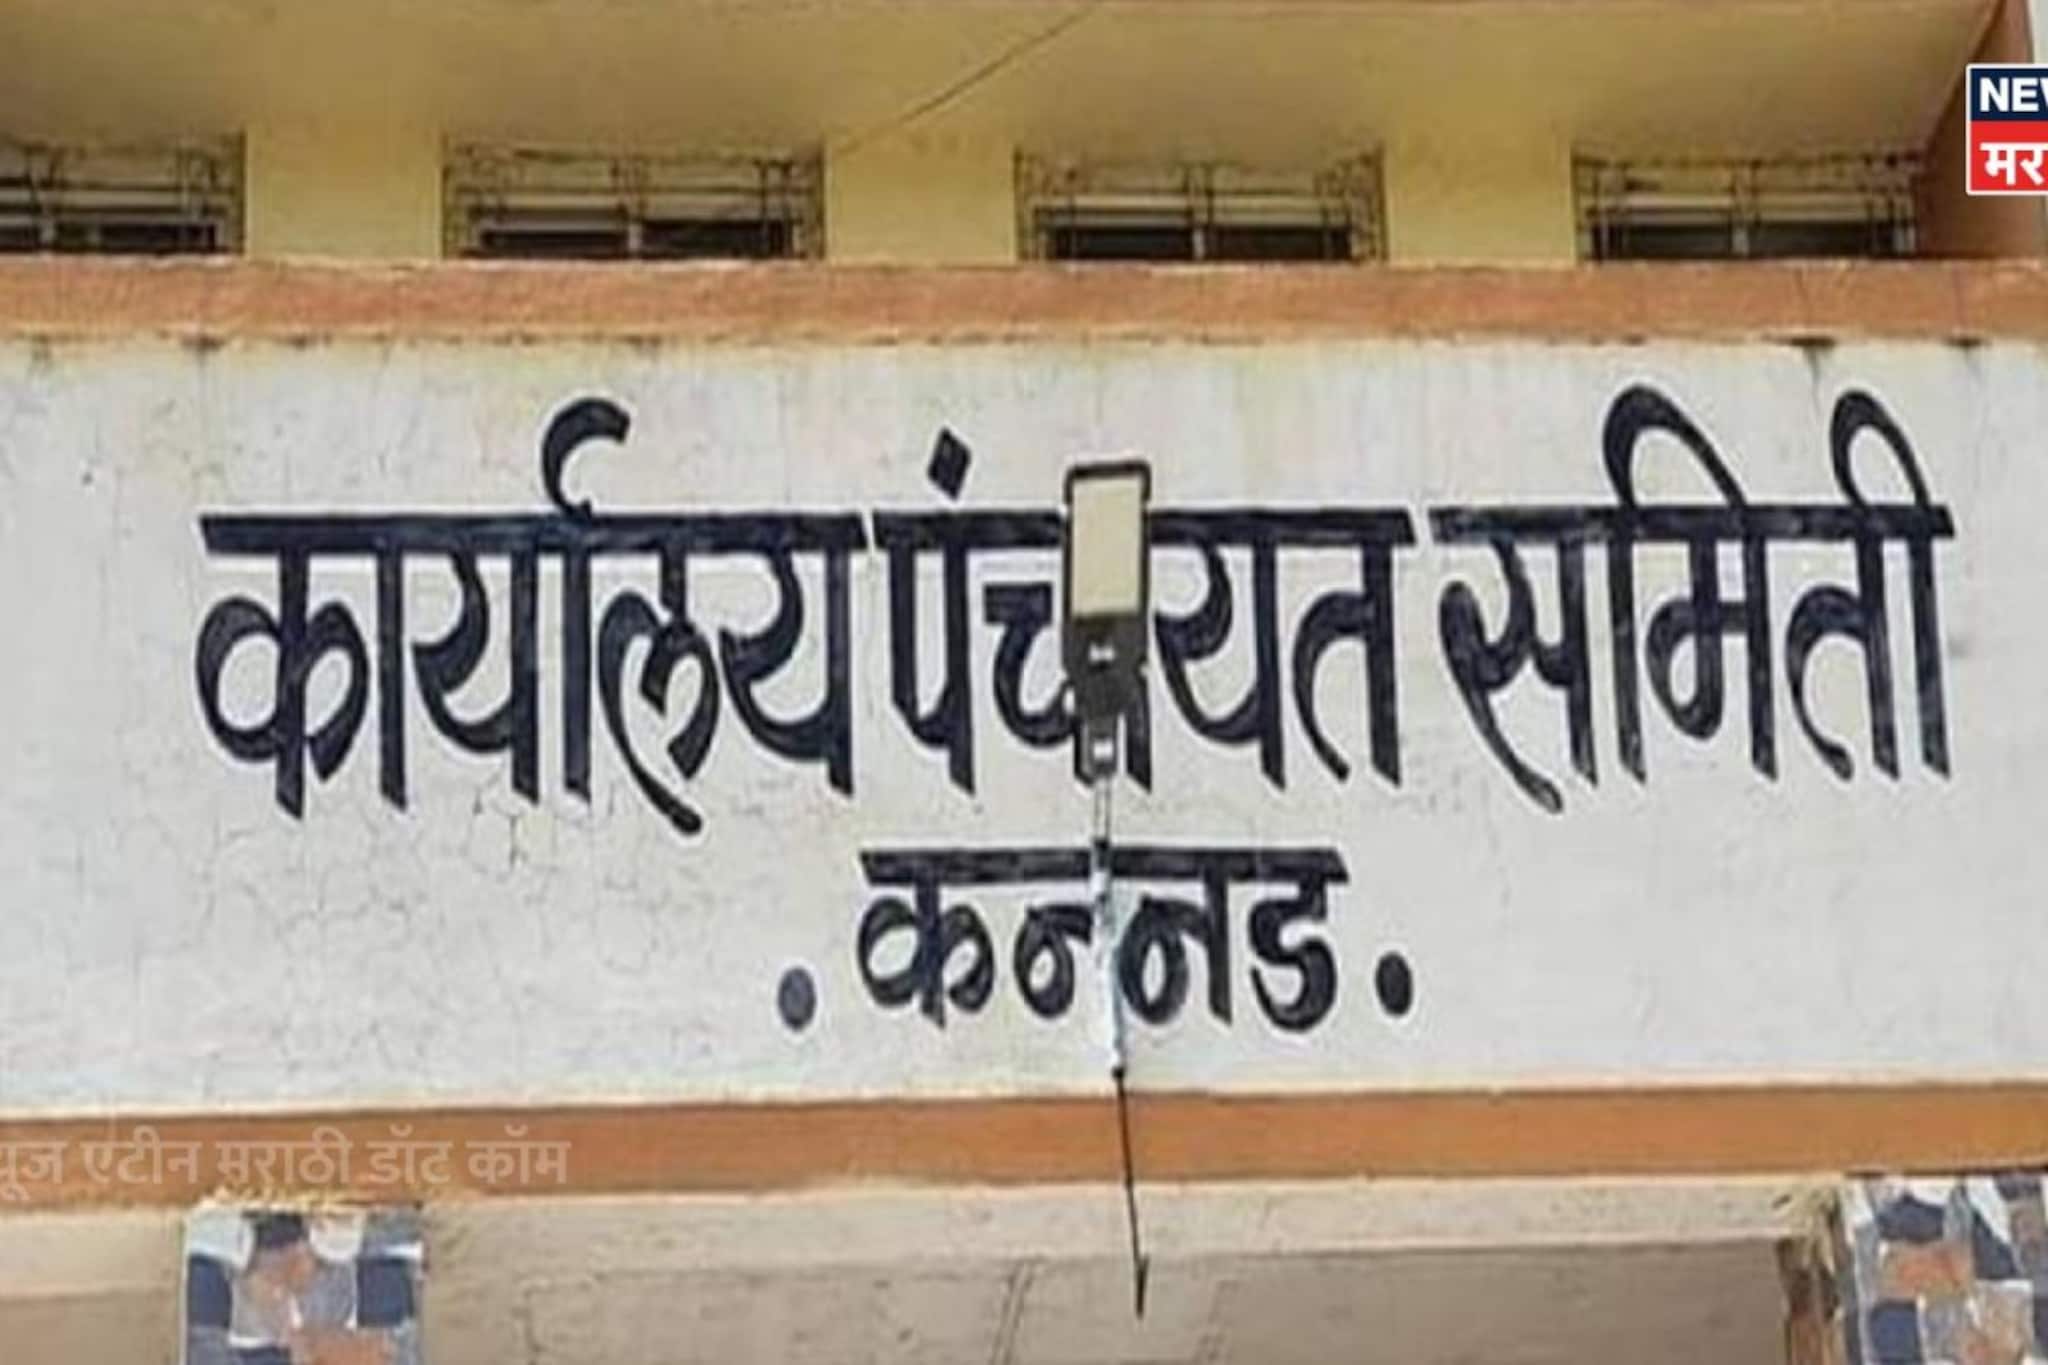 कार्यालय पंचायत समिती
. कन्नड .
एटीन मराठी डॉट कॉम